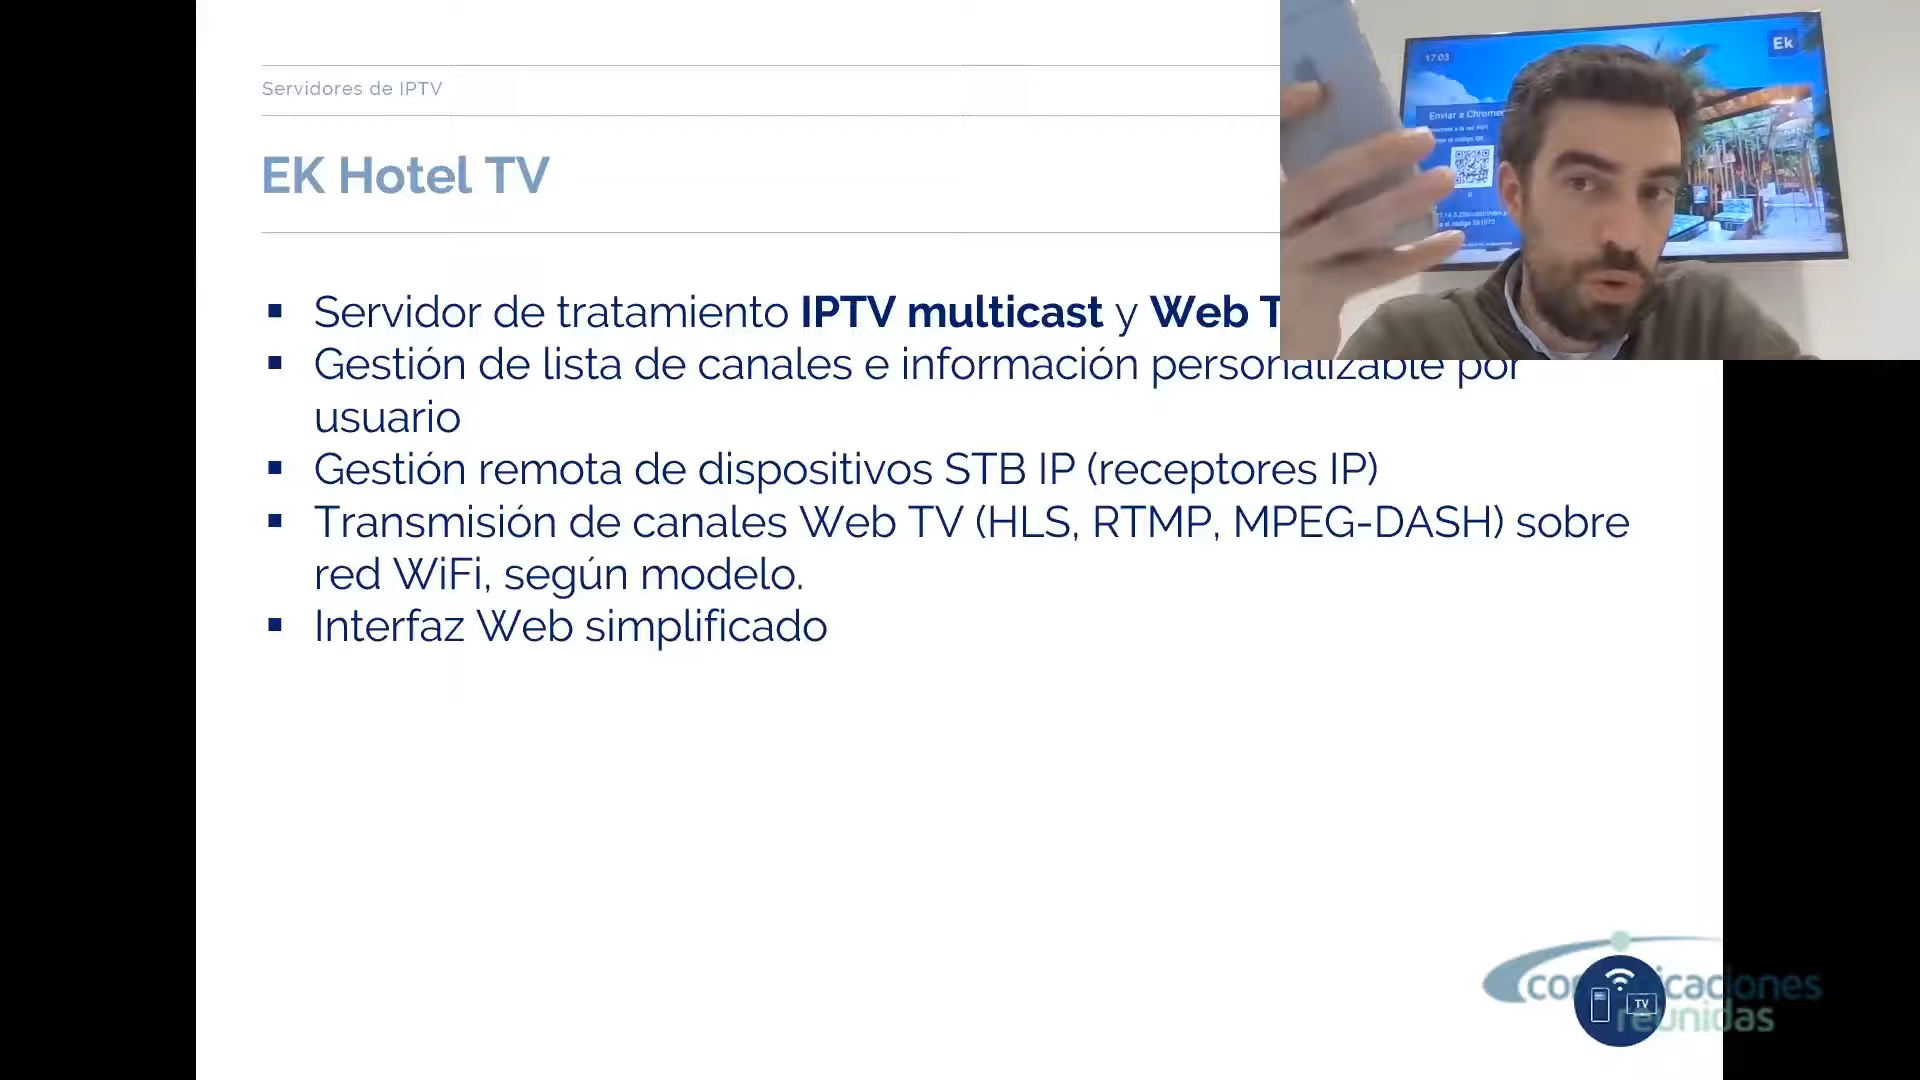 Servidores de IPTV
EK Hotel TV
▪ Servidor de tratamiento IPTV multicast y Web T
▪ Gestión de lista de canales e información personalizable por
usuario
▪ Gestión remota de dispositivos STB IP (receptores IP)
▪ Transmisión de canales Web TV (HLS, RTMP, MPEG-DASH) sobre
red WiFi, según modelo.
▪ Interfaz Web simplificado
17:03
Ek
Enviar a Chromec
TV
comunicaciones
reunidas